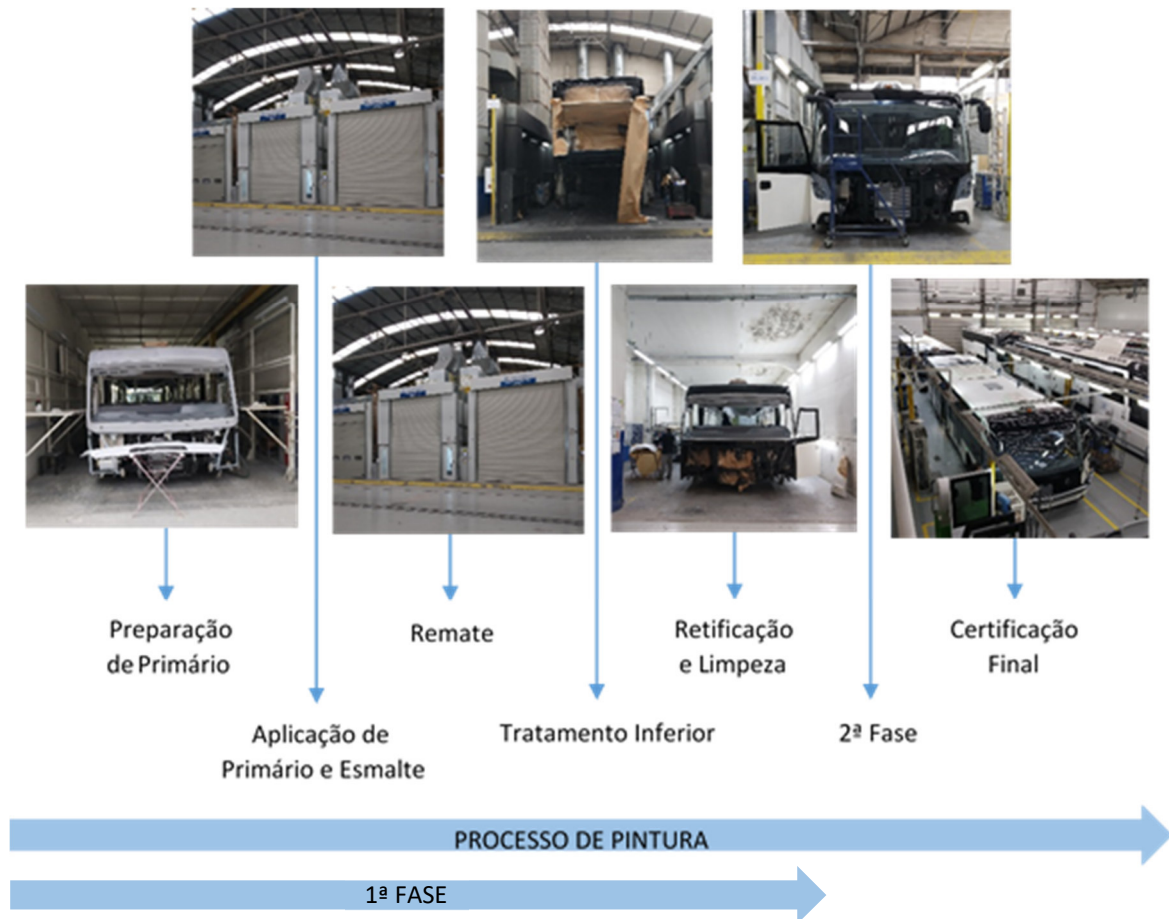 Preparação
de Primário
Aplicação de
Primário e Esmalte
Remate
Tratamento Inferior
Retificação
e Limpeza
2ª Fase
Certificação
Final
PROCESSO DE PINTURA
1ª FASE